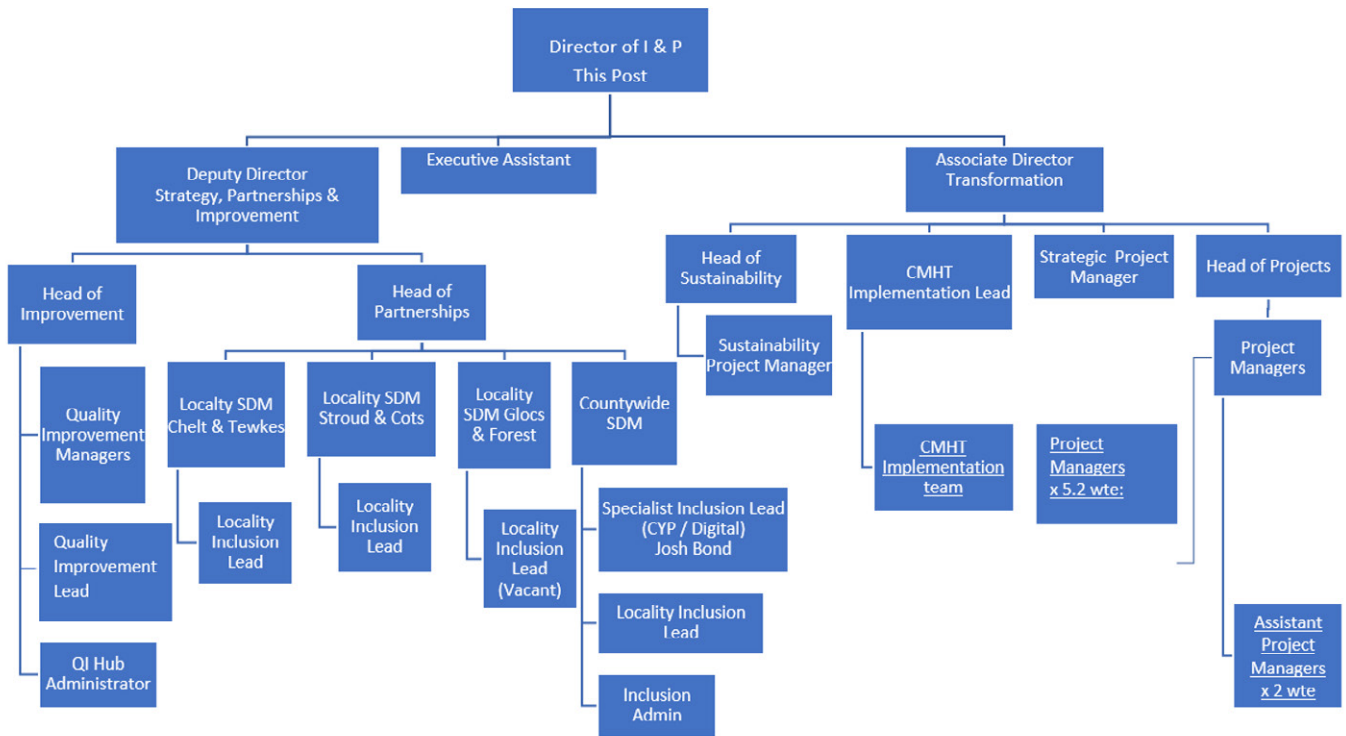 Director of I & P
This Post
Deputy Director
Strategy, Partnerships &
Improvement
Executive Assistant
Associate Director
Transformation
Head of
Improvement
Head of
Partnerships
Head of
Sustainability
CMHT
Implementation Lead
Strategic Project
Manager
Head of Projects
Sustainability
Project Manager
Project
Managers
Quality
Improvement
Managers
Localty SDM
Chelt & Tewkes
Locality SDM
Stroud & Cots
Locality
SDM Glocs
& Forest
Countywide
SDM
CMHT
Implementation
team
Project
Managers
x 5.2 wte:
Quality
Improvement
Lead
Locality
Inclusion
Lead
Locality
Inclusion
Lead
Locality
Inclusion
Lead
(Vacant)
Specialist Inclusion Lead
(CYP / Digital)
Josh Bond
Locality Inclusion
Lead
Assistant
Project
Managers
x 2 wte
QI Hub
Administrator
Inclusion
Admin